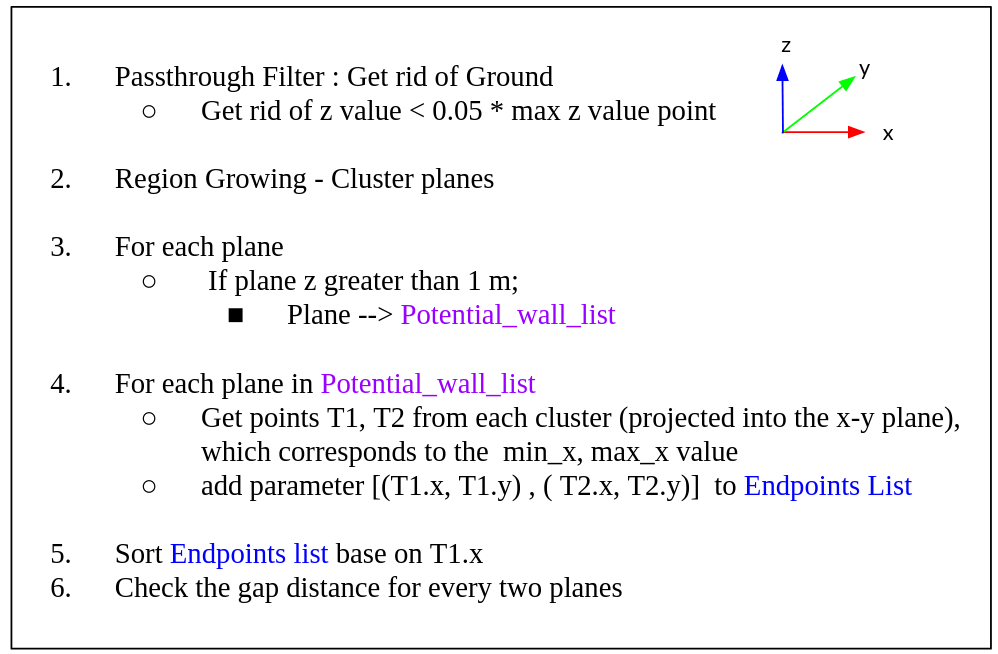 z
y
x
1. Passthrough Filter : Get rid of Ground
○ Get rid of z value < 0.05 * max z value point
2. Region Growing - Cluster planes
3. For each plane
○ If plane z greater than 1 m;
■ Plane --> Potential_wall_list
4. For each plane in Potential_wall_list
○ Get points T1, T2 from each cluster (projected into the x-y plane),
which corresponds to the min_x, max_x value
○ add parameter [(T1.x, T1.y) , ( T2.x, T2.y)] to Endpoints List
5. Sort Endpoints list base on T1.x
6. Check the gap distance for every two planes